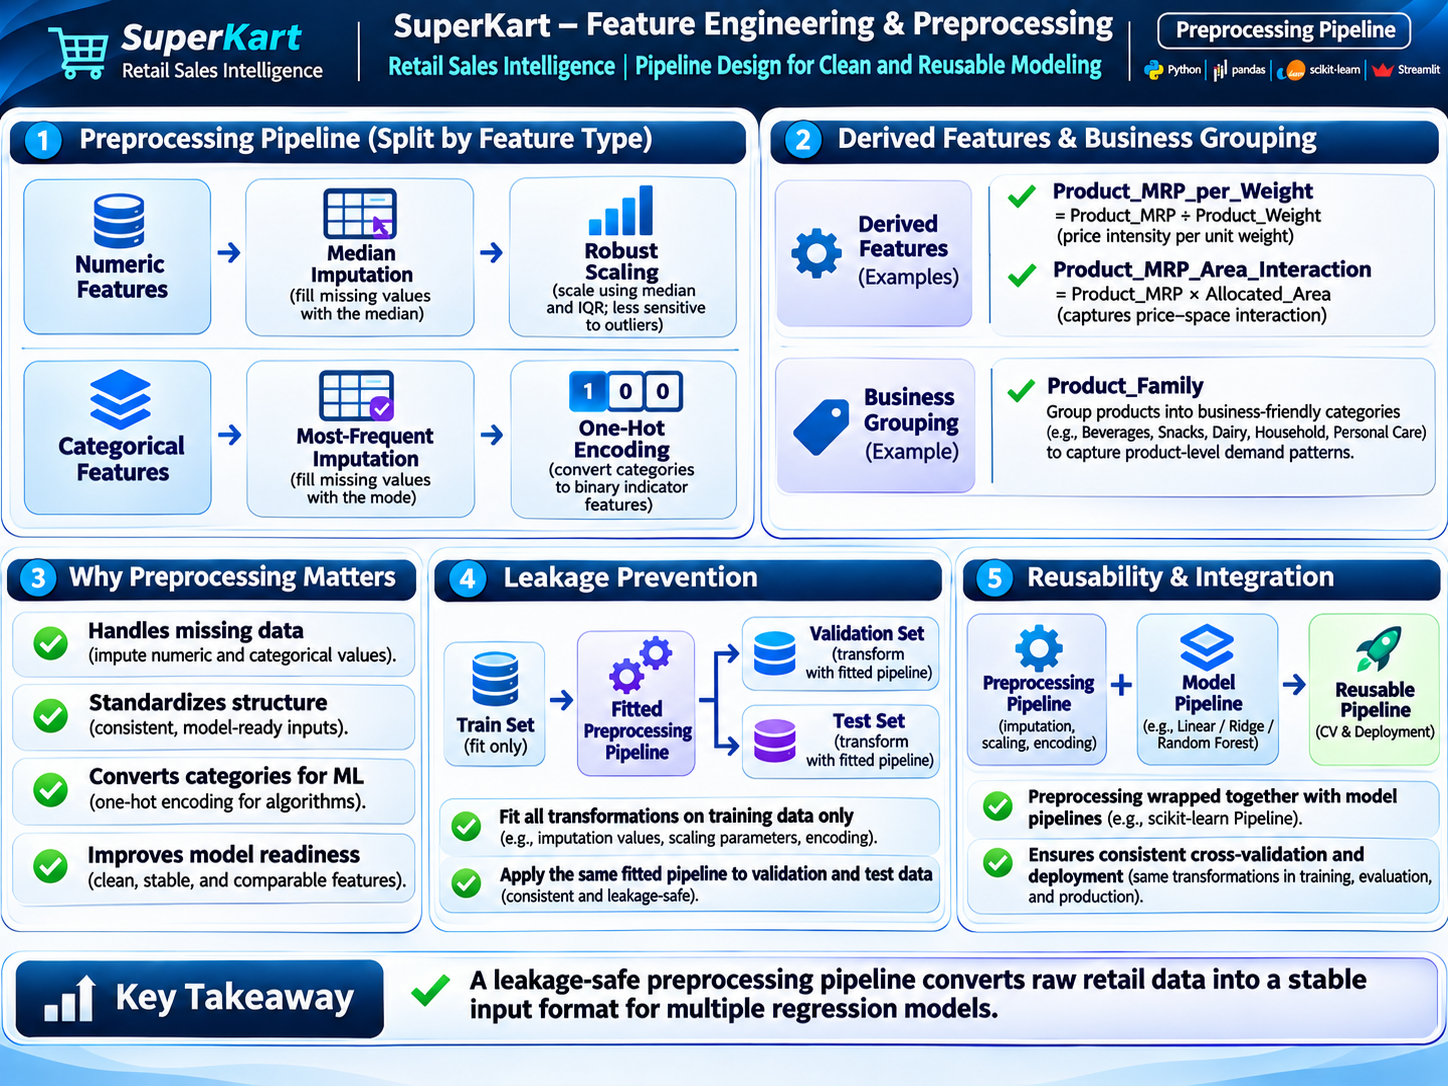 SuperKart
Retail Sales Intelligence
SuperKart – Feature Engineering & Preprocessing
Retail Sales Intelligence | Pipeline Design for Clean and Reusable Modeling
Preprocessing Pipeline
Python | pandas | scikit-learn | Streamlit
1 Preprocessing Pipeline (Split by Feature Type)
Numeric
Features
Median
Imputation
(fill missing values
with the median)
Robust
Scaling
(scale using median
and IQR; less sensitive
to outliers)
Categorical
Features
Most-Frequent
Imputation
(fill missing values
with the mode)
1 0 0
One-Hot
Encoding
(convert categories
to binary indicator
features)
2 Derived Features & Business Grouping
Derived
Features
(Examples)
Product_MRP_per_Weight
= Product_MRP ÷ Product_Weight
(price intensity per unit weight)
Product_MRP_Area_Interaction
= Product_MRP × Allocated_Area
(captures price–space interaction)
Business
Grouping
(Example)
Product_Family
Group products into business-friendly categories
(e.g., Beverages, Snacks, Dairy, Household, Personal Care)
to capture product-level demand patterns.
3 Why Preprocessing Matters
Handles missing data
(impute numeric and categorical values).
Standardizes structure
(consistent, model-ready inputs).
Converts categories for ML
(one-hot encoding for algorithms).
Improves model readiness
(clean, stable, and comparable features).
4 Leakage Prevention
Train Set
(fit only)
Fitted
Preprocessing
Pipeline
Validation Set
(transform
with fitted pipeline)
Test Set
(transform
with fitted pipeline)
Fit all transformations on training data only
(e.g., imputation values, scaling parameters, encoding).
Apply the same fitted pipeline to validation and test data
(consistent and leakage-safe).
5 Reusability & Integration
Preprocessing
Pipeline
(imputation,
scaling, encoding)
+
Model
Pipeline
(e.g., Linear / Ridge /
Random Forest)
Reusable
Pipeline
(CV & Deployment)
Preprocessing wrapped together with model
pipelines (e.g., scikit-learn Pipeline).
Ensures consistent cross-validation and
deployment (same transformations in training, evaluation,
and production).
Key Takeaway
A leakage-safe preprocessing pipeline converts raw retail data into a stable
input format for multiple regression models.